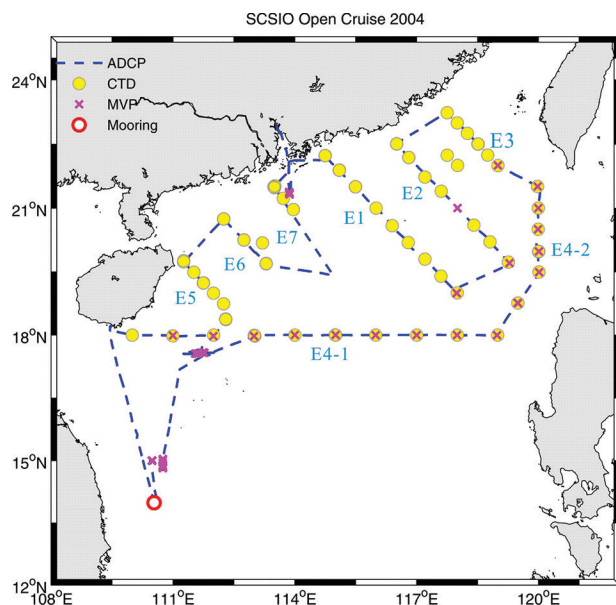 SCSIO Open Cruise 2004
ADCP
CTD
MVP
Mooring
24°N
21°N
18°N
15°N
12°N
108°E
111°E
114°E
117°E
120°E
E1
E2
E3
E4-2
E4-1
E5
E6
E7